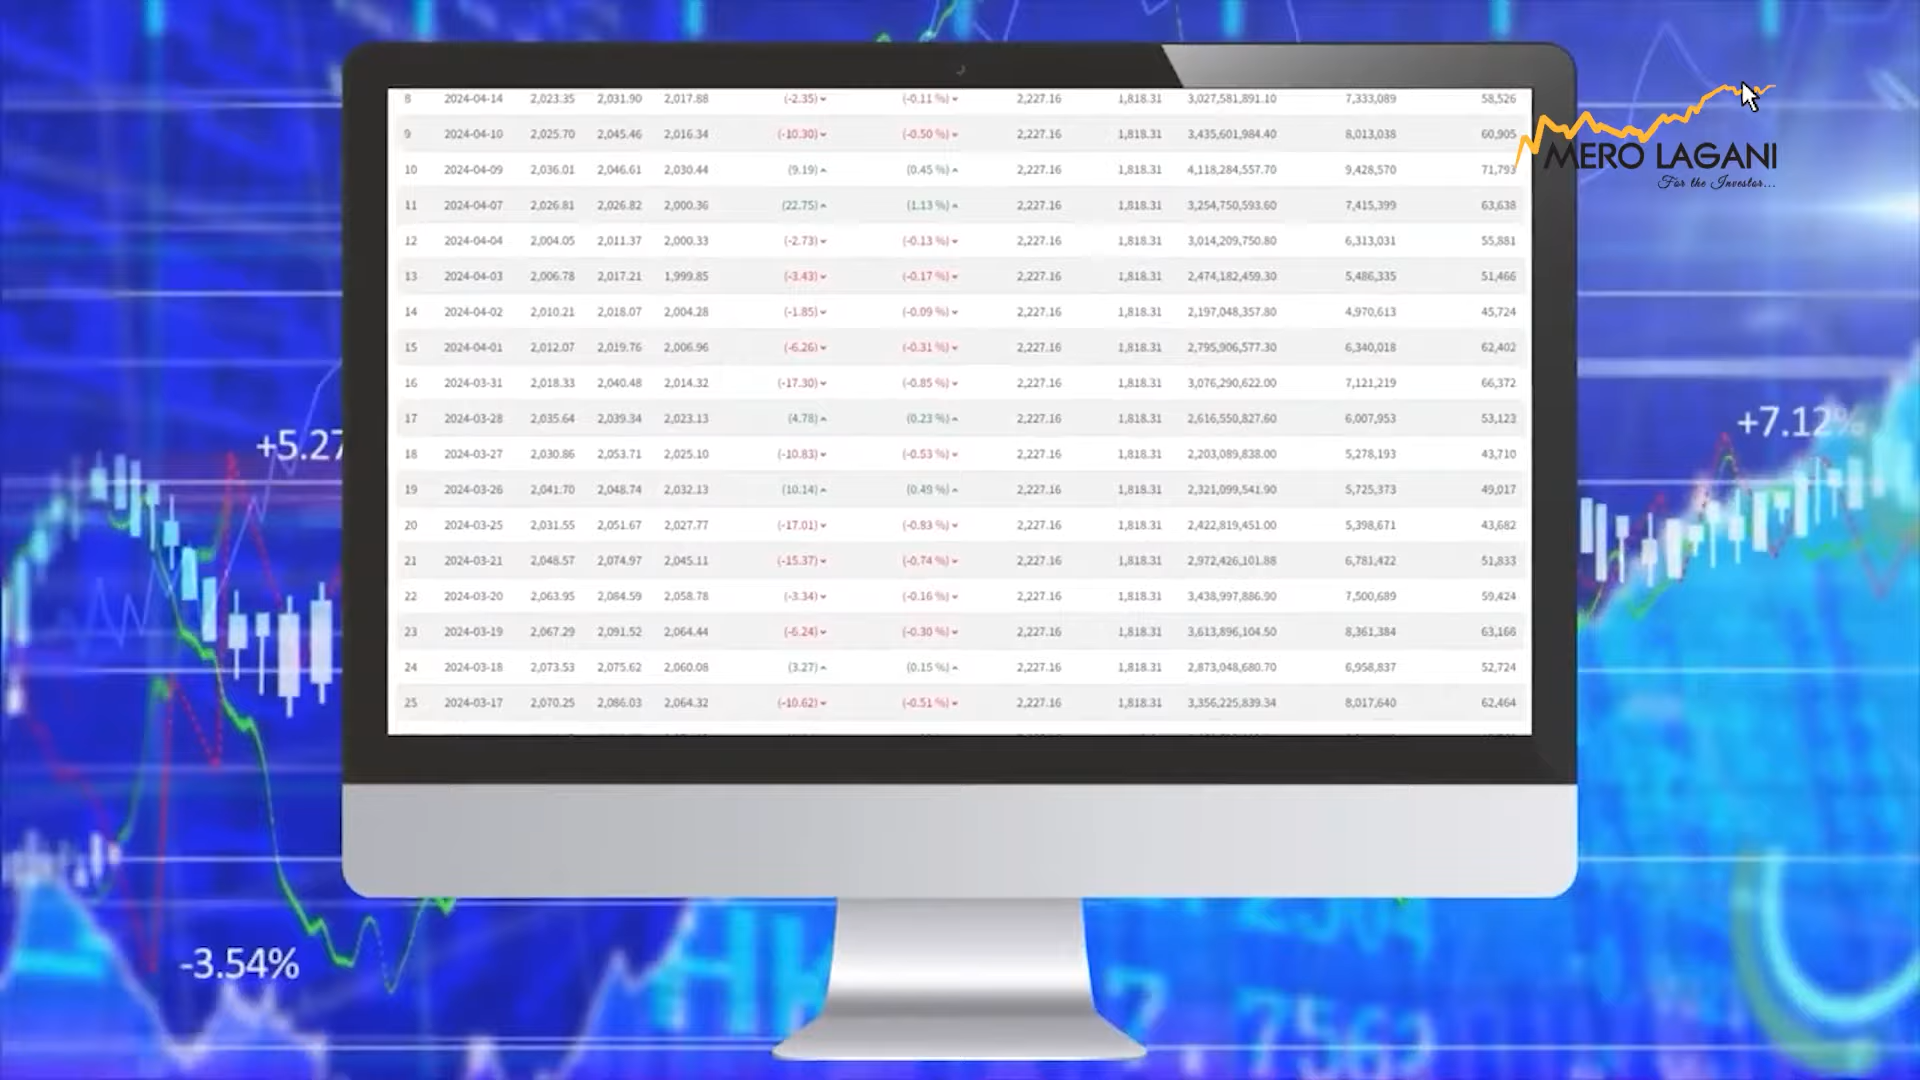 8 2024-04-14 2,023.35 2,031.90 2,017.88 (-2.35) (-0.11 %) 2,227.16 1,818.31 3,027,581,891.10 7,333,089 58,526
9 2024-04-10 2,025.70 2,045.46 2,016.34 (-10.30) (-0.50 %) 2,227.16 1,818.31 3,435,601,984.40 8,013,038 60,905
10 2024-04-09 2,036.01 2,046.61 2,030.44 (9.19) (0.45 %) 2,227.16 1,818.31 4,118,284,557.70 9,428,570 71,793
11 2024-04-07 2,026.81 2,026.82 2,000.36 (22.75) (1.13 %) 2,227.16 1,818.31 3,254,750,593.60 7,415,399 63,638
12 2024-04-04 2,004.05 2,011.37 2,000.33 (-2.73) (-0.13 %) 2,227.16 1,818.31 3,014,209,750.80 6,313,031 55,881
13 2024-04-03 2,006.78 2,017.21 1,999.85 (-3.43) (-0.17 %) 2,227.16 1,818.31 2,474,182,459.30 5,486,335 51,466
14 2024-04-02 2,010.21 2,018.07 2,004.28 (-1.85) (-0.09 %) 2,227.16 1,818.31 2,197,048,357.80 4,970,613 45,724
15 2024-04-01 2,012.07 2,019.76 2,006.96 (-6.26) (-0.31 %) 2,227.16 1,818.31 2,795,906,577.30 6,340,018 62,402
16 2024-03-31 2,018.33 2,040.48 2,014.32 (-17.30) (-0.85 %) 2,227.16 1,818.31 3,076,290,622.00 7,121,219 66,372
17 2024-03-28 2,035.64 2,039.34 2,023.13 (4.78) (0.23 %) 2,227.16 1,818.31 2,616,550,827.60 6,007,953 53,123
18 2024-03-27 2,030.86 2,053.71 2,025.10 (-10.83) (-0.53 %) 2,227.16 1,818.31 2,203,089,838.00 5,278,193 43,710
19 2024-03-26 2,041.70 2,048.74 2,032.13 (10.14) (0.49 %) 2,227.16 1,818.31 2,321,099,541.90 5,725,373 49,017
20 2024-03-25 2,031.55 2,051.67 2,027.77 (-17.01) (-0.83 %) 2,227.16 1,818.31 2,422,819,451.00 5,398,671 43,682
21 2024-03-21 2,048.57 2,074.97 2,045.11 (-15.37) (-0.74 %) 2,227.16 1,818.31 2,972,426,101.88 6,781,422 51,833
22 2024-03-20 2,063.95 2,084.59 2,058.78 (-3.34) (-0.16 %) 2,227.16 1,818.31 3,438,997,886.90 7,500,689 59,424
23 2024-03-19 2,067.29 2,091.52 2,064.44 (-6.24) (-0.30 %) 2,227.16 1,818.31 3,613,896,104.50 8,361,384 63,166
24 2024-03-18 2,073.53 2,075.62 2,060.08 (3.27) (0.15 %) 2,227.16 1,818.31 2,873,048,680.70 6,958,837 52,724
25 2024-03-17 2,070.25 2,086.03 2,064.32 (-10.62) (-0.51 %) 2,227.16 1,818.31 3,356,225,839.34 8,017,640 62,464
MERO LAGANI
For the Investor...
+5.27
+7.12%
-3.54%